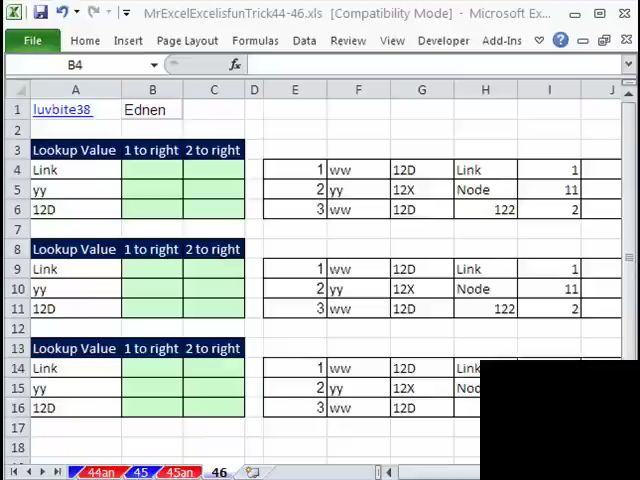 MrExcelExcelisfunTrick44-46.xls [Compatibility Mode] - Microsoft Ex...
File Home Insert Page Layout Formulas Data Review View Developer Add-Ins
B4 fx
A B C D E F G H I J
1 luvbite38 Ednen
2
3 Lookup Value 1 to right 2 to right
4 Link 1 ww 12D Link 1
5 yy 2 yy 12X Node 11
6 12D 3 ww 12D 122 2
7
8 Lookup Value 1 to right 2 to right
9 Link 1 ww 12D Link 1
10 yy 2 yy 12X Node 11
11 12D 3 ww 12D 122 2
12
13 Lookup Value 1 to right 2 to right
14 Link 1 ww 12D
15 yy 2 yy 12X
16 12D 3 ww 12D
17
18
44an 45 45an 46